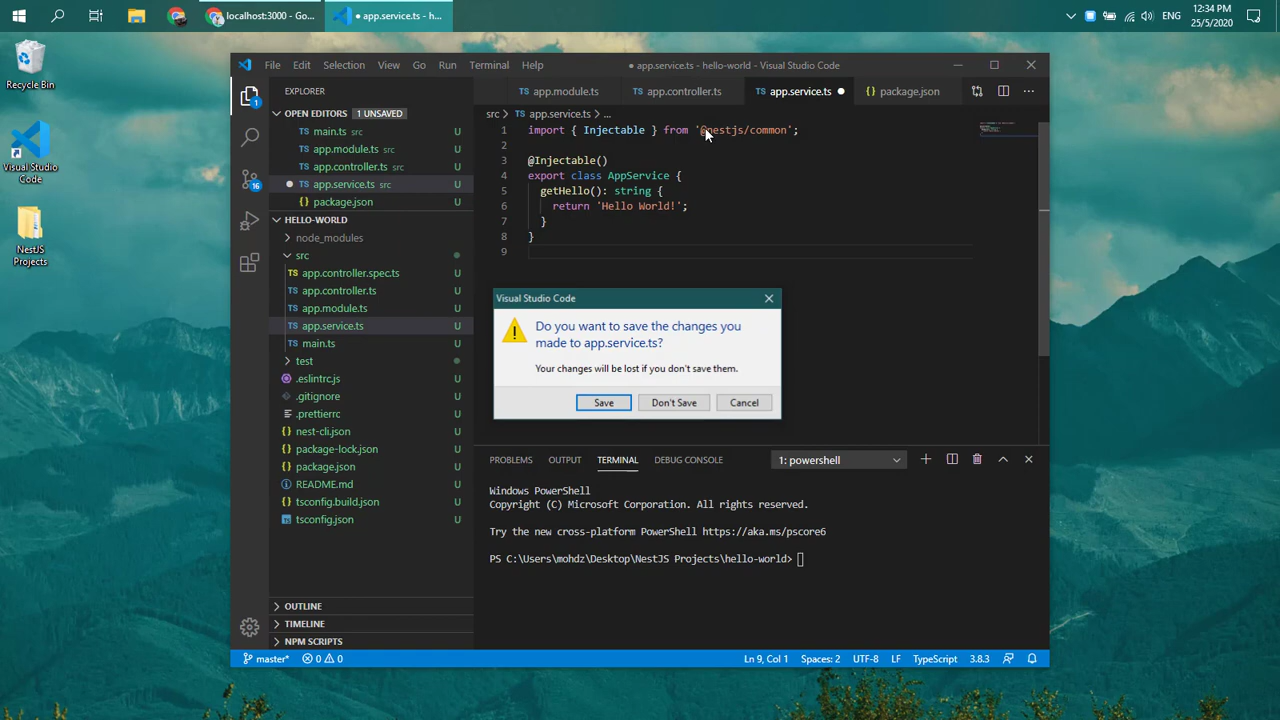 localhost:3000 - Go...
● app.service.ts - h...
ENG
12:34 PM
25/5/2020
Recycle Bin
Visual Studio
Code
NestJS
Projects
File Edit Selection View Go Run Terminal Help
● app.service.ts - hello-world - Visual Studio Code
EXPLORER
OPEN EDITORS 1 UNSAVED
TS main.ts src U
TS app.module.ts src U
TS app.controller.ts src U
● TS app.service.ts src U
{} package.json U
HELLO-WORLD
node_modules
src
TS app.controller.spec.ts U
TS app.controller.ts U
TS app.module.ts U
TS app.service.ts U
TS main.ts U
test
.eslintrc.js U
.gitignore U
.prettierrc U
{} nest-cli.json U
{} package-lock.json U
{} package.json U
README.md U
{} tsconfig.build.json U
TS tsconfig.json U
OUTLINE
TIMELINE
NPM SCRIPTS
1
16
TS app.module.ts TS app.controller.ts TS app.service.ts ● {} package.json
src > TS app.service.ts > ...
1 import { Injectable } from '@nestjs/common';
2
3 @Injectable()
4 export class AppService {
5 getHello(): string {
6 return 'Hello World!';
7 }
8 }
9
Visual Studio Code
Do you want to save the changes you
made to app.service.ts?
Your changes will be lost if you don't save them.
Save Don't Save Cancel
PROBLEMS OUTPUT TERMINAL DEBUG CONSOLE 1: powershell
Windows PowerShell
Copyright (C) Microsoft Corporation. All rights reserved.
Try the new cross-platform PowerShell https://aka.ms/pscore6
PS C:\Users\mohdz\Desktop\NestJS Projects\hello-world>
master* 0 0 Ln 9, Col 1 Spaces: 2 UTF-8 LF TypeScript 3.8.3